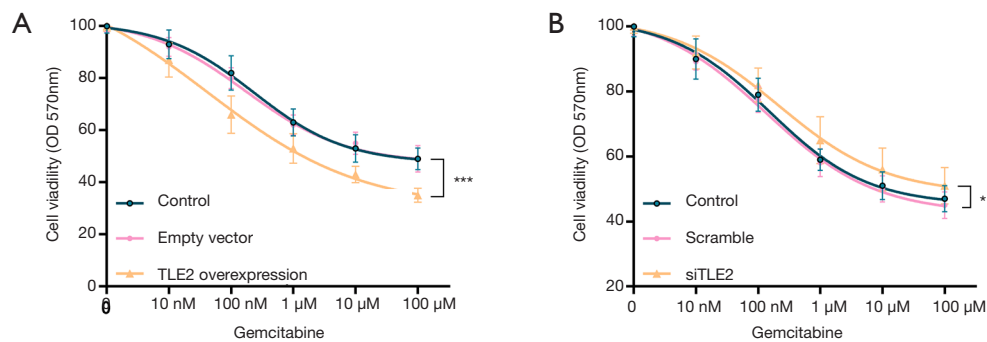 A
Cell viadility (OD 570nm)
100
80
60
40
20
0
0
10 nM
100 nM
1 μM
10 μM
100 μM
Gemcitabine
Control
Empty vector
TLE2 overexpression
***
B
Cell viadility (OD 570nm)
100
80
60
40
20
0
10 nM
100 nM
1 μM
10 μM
100 μM
Gemcitabine
Control
Scramble
siTLE2
*